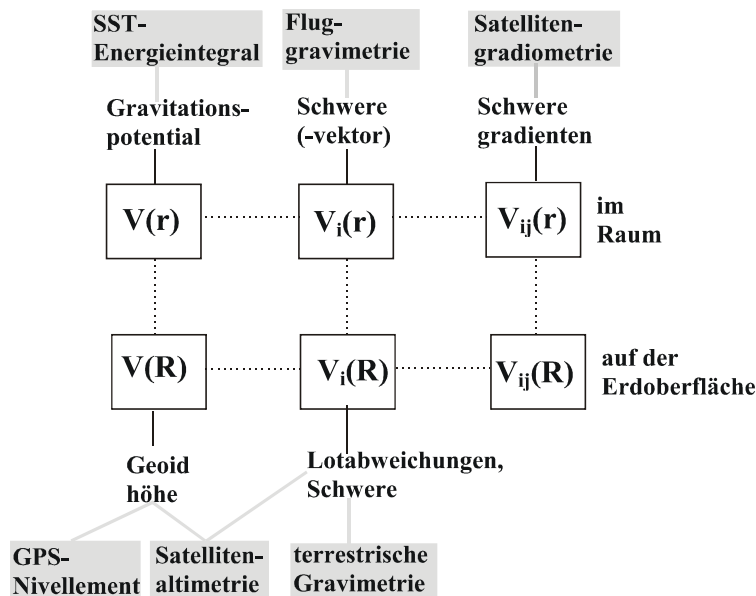 SST-
Energieintegral
Flug-
gravimetrie
Satelliten-
gradiometrie
Gravitations-
potential
Schwere
(-vektor)
Schwere
gradienten
V(r)
Vi(r)
Vij(r)
im
Raum
V(R)
Vi(R)
Vij(R)
auf der
Erdoberfläche
Geoid
höhe
Lotabweichungen,
Schwere
GPS-
Nivellement
Satelliten-
altimetrie
terrestrische
Gravimetrie